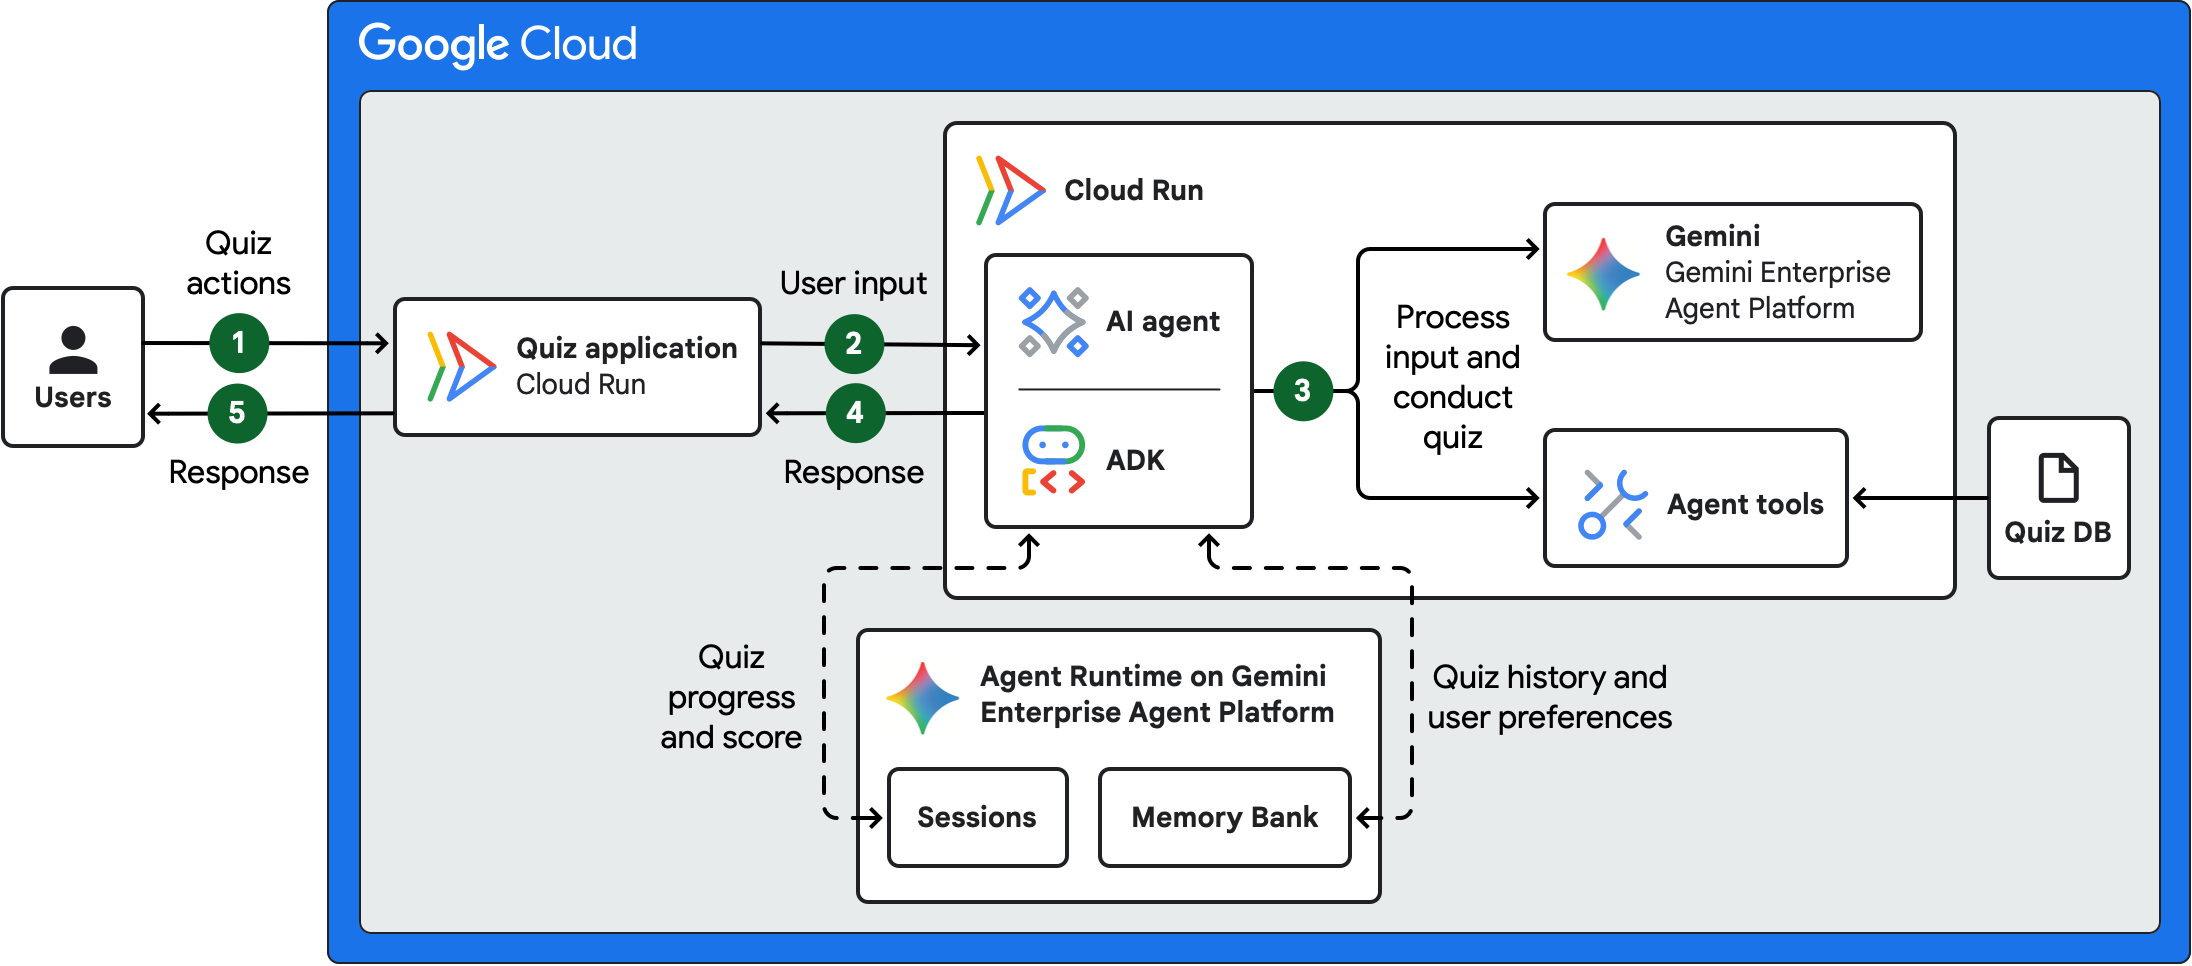 Google Cloud
Cloud Run
Quiz
actions
1
Users
5
Response
Quiz application
Cloud Run
User input
2
4
Response
AI agent
ADK
3
Process
input and
conduct
quiz
Gemini
Gemini Enterprise
Agent Platform
Agent tools
Quiz DB
Quiz
progress
and score
Agent Runtime on Gemini
Enterprise Agent Platform
Sessions
Memory Bank
Quiz history and
user preferences